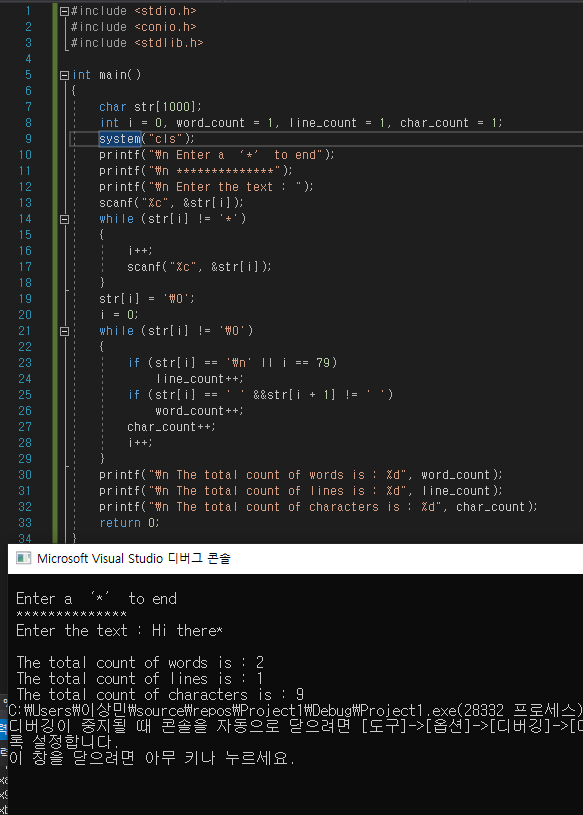 1 #include <stdio.h>
2 #include <conio.h>
3 #include <stdlib.h>
4
5 int main()
6 {
7 char str[1000];
8 int i = 0, word_count = 1, line_count = 1, char_count = 1;
9 system("cls");
10 printf("₩n Enter a ‘*’ to end");
11 printf("₩n **************");
12 printf("₩n Enter the text : ");
13 scanf("%c", &str[i]);
14 while (str[i] != '*')
15 {
16 i++;
17 scanf("%c", &str[i]);
18 }
19 str[i] = '₩0';
20 i = 0;
21 while (str[i] != '₩0')
22 {
23 if (str[i] == '₩n' || i == 79)
24 line_count++;
25 if (str[i] == ' ' &&str[i + 1] != ' ')
26 word_count++;
27 char_count++;
28 i++;
29 }
30 printf("₩n The total count of words is : %d", word_count);
31 printf("₩n The total count of lines is : %d", line_count);
32 printf("₩n The total count of characters is : %d", char_count);
33 return 0;
34 }
Microsoft Visual Studio 디버그 콘솔
Enter a ‘*’ to end
**************
Enter the text : Hi there*
The total count of words is : 2
The total count of lines is : 1
The total count of characters is : 9
C:₩Users₩이상민₩source₩repos₩Project1₩Debug₩Project1.exe(28332 프로세스)
디버깅이 중지될 때 콘솔을 자동으로 닫으려면 [도구]->[옵션]->[디버깅]->[
록 설정합니다.
이 창을 닫으려면 아무 키나 누르세요.